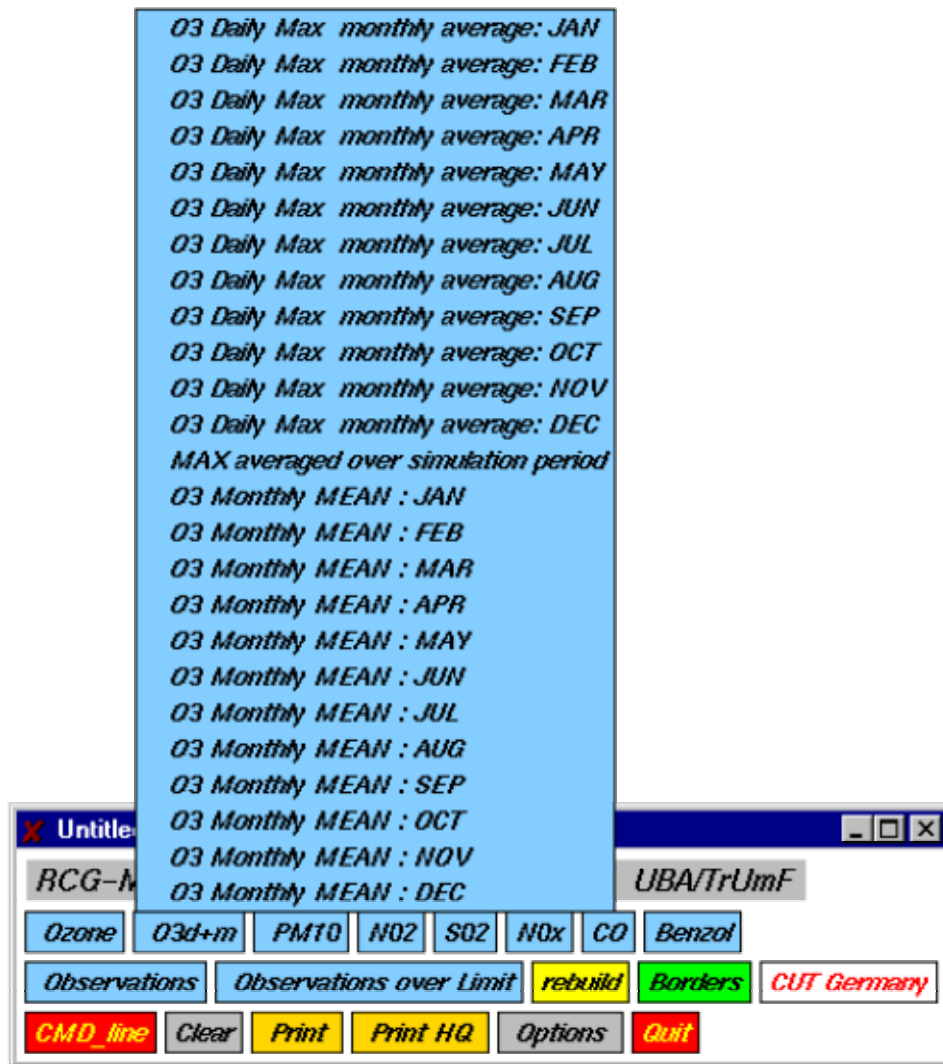 O3 Daily Max monthly average: JAN
O3 Daily Max monthly average: FEB
O3 Daily Max monthly average: MAR
O3 Daily Max monthly average: APR
O3 Daily Max monthly average: MAY
O3 Daily Max monthly average: JUN
O3 Daily Max monthly average: JUL
O3 Daily Max monthly average: AUG
O3 Daily Max monthly average: SEP
O3 Daily Max monthly average: OCT
O3 Daily Max monthly average: NOV
O3 Daily Max monthly average: DEC
MAX averaged over simulation period
O3 Monthly MEAN : JAN
O3 Monthly MEAN : FEB
O3 Monthly MEAN : MAR
O3 Monthly MEAN : APR
O3 Monthly MEAN : MAY
O3 Monthly MEAN : JUN
O3 Monthly MEAN : JUL
O3 Monthly MEAN : AUG
O3 Monthly MEAN : SEP
O3 Monthly MEAN : OCT
O3 Monthly MEAN : NOV
O3 Monthly MEAN : DEC
Untitle
RCG-M UBA/TrUmF
Ozone O3d+m PM10 NO2 SO2 NOx CO Benzol
Observations Observations over Limit rebuild Borders CUT Germany
CMD_line Clear Print Print HQ Options Quit